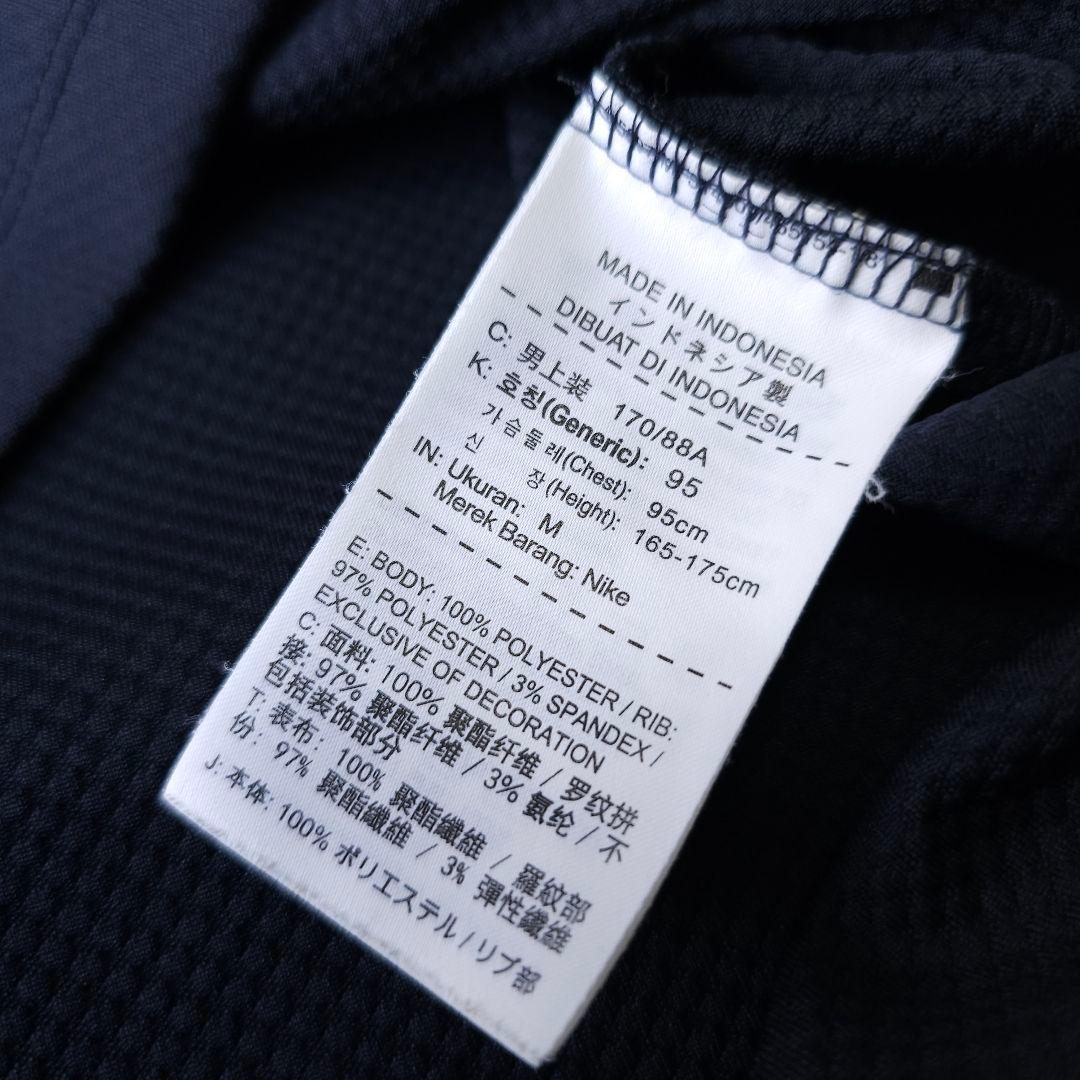 MADE IN INDONESIA
インドネシア製
DIBUAT DI INDONESIA
C: 男上装 170/88A
K: 호칭(Generic): 95
가슴둘레(Chest): 95cm
신 장(Height): 165-175cm
IN: Ukuran: M
Merek Barang: Nike
E: BODY: 100% POLYESTER / RIB:
97% POLYESTER / 3% SPANDEX /
EXCLUSIVE OF DECORATION
C: 面料: 100% 聚酯纤维 / 罗纹拼
接: 97% 聚酯纤维 / 3% 氨纶 / 不
包括装饰部分
T: 表布: 100% 聚酯纖維 / 羅紋部
份: 97% 聚酯纖維 / 3% 彈性纖維
J: 本体: 100% ポリエステル / リブ部